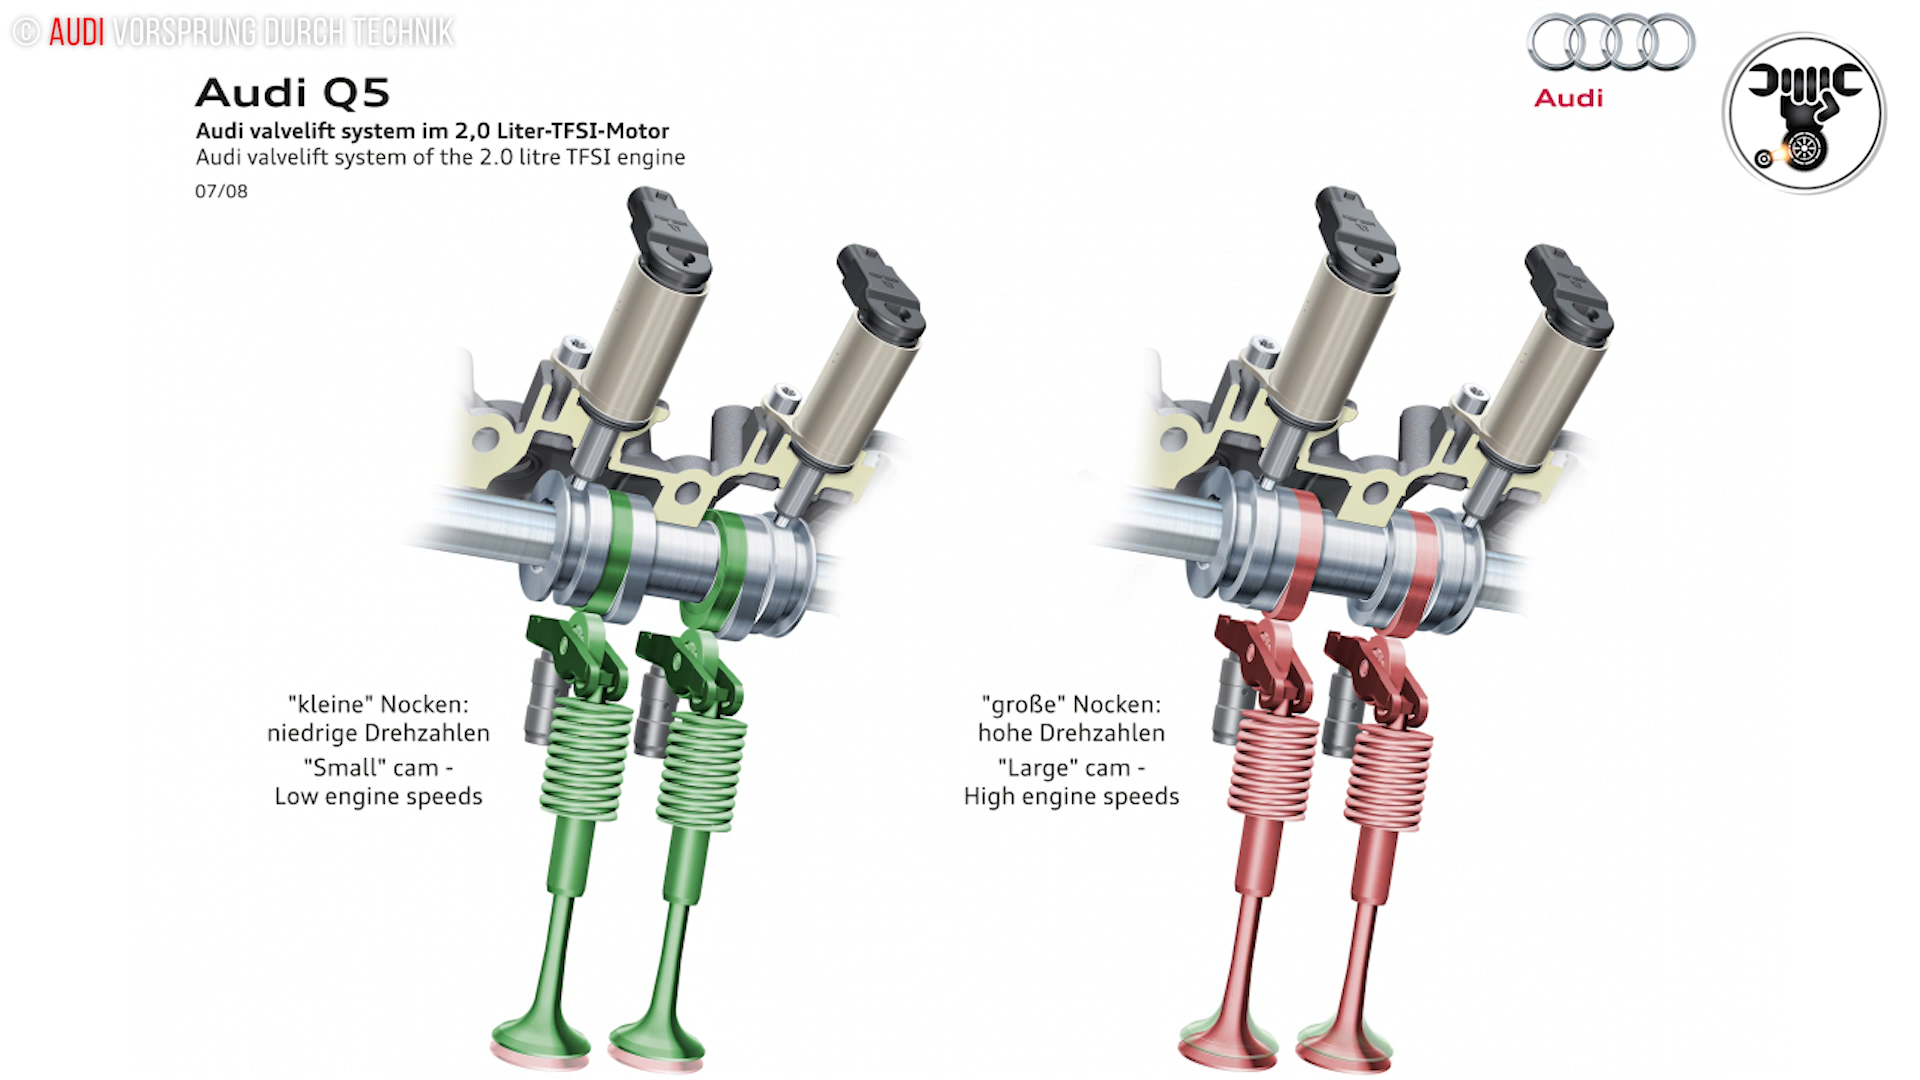 © AUDI VORSPRUNG DURCH TECHNIK
Audi
Audi Q5
Audi valvelift system im 2,0 Liter-TFSI-Motor
Audi valvelift system of the 2.0 litre TFSI engine
07/08
"kleine" Nocken:
niedrige Drehzahlen
"Small" cam -
Low engine speeds
"große" Nocken:
hohe Drehzahlen
"Large" cam -
High engine speeds